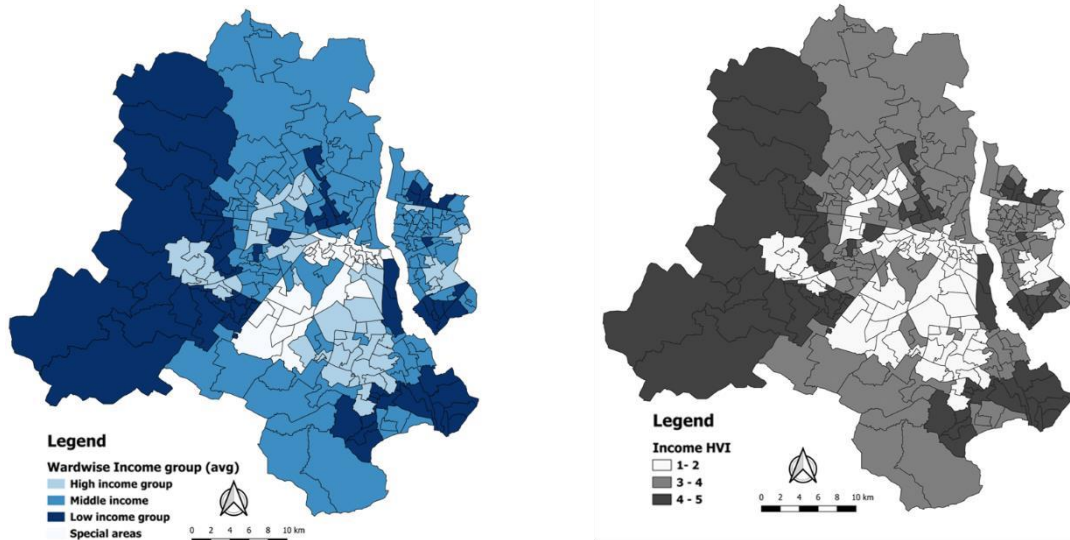 Legend
Wardwise Income group (avg)
High income group
Middle income
Low income group
Special areas
0 2 4 6 8 10 km
Legend
Income HVI
1- 2
3 - 4
4 - 5
0 2 4 6 8 10 km